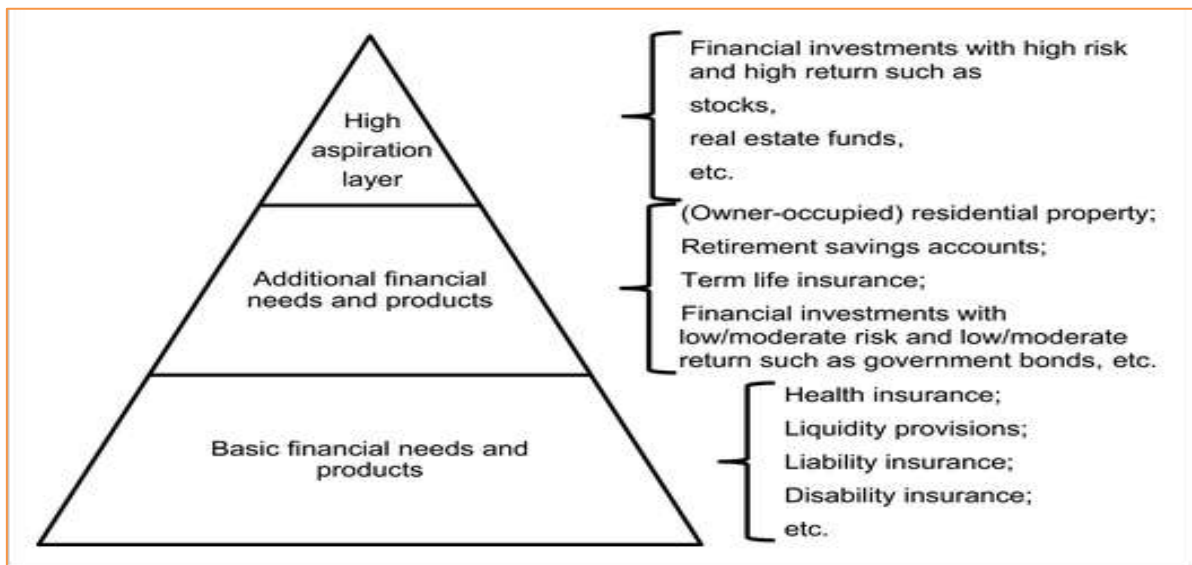 High
aspiration
layer
Financial investments with high risk
and high return such as
stocks,
real estate funds,
etc.
Additional financial
needs and products
(Owner-occupied) residential property;
Retirement savings accounts;
Term life insurance;
Financial investments with
low/moderate risk and low/moderate
return such as government bonds, etc.
Basic financial needs and
products
Health insurance;
Liquidity provisions;
Liability insurance;
Disability insurance;
etc.